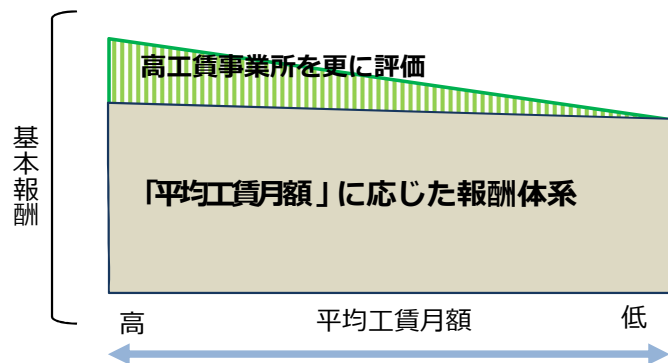 高工賃事業所を更に評価
基本報酬
「平均工賃月額」に応じた報酬体系
高
平均工賃月額
低